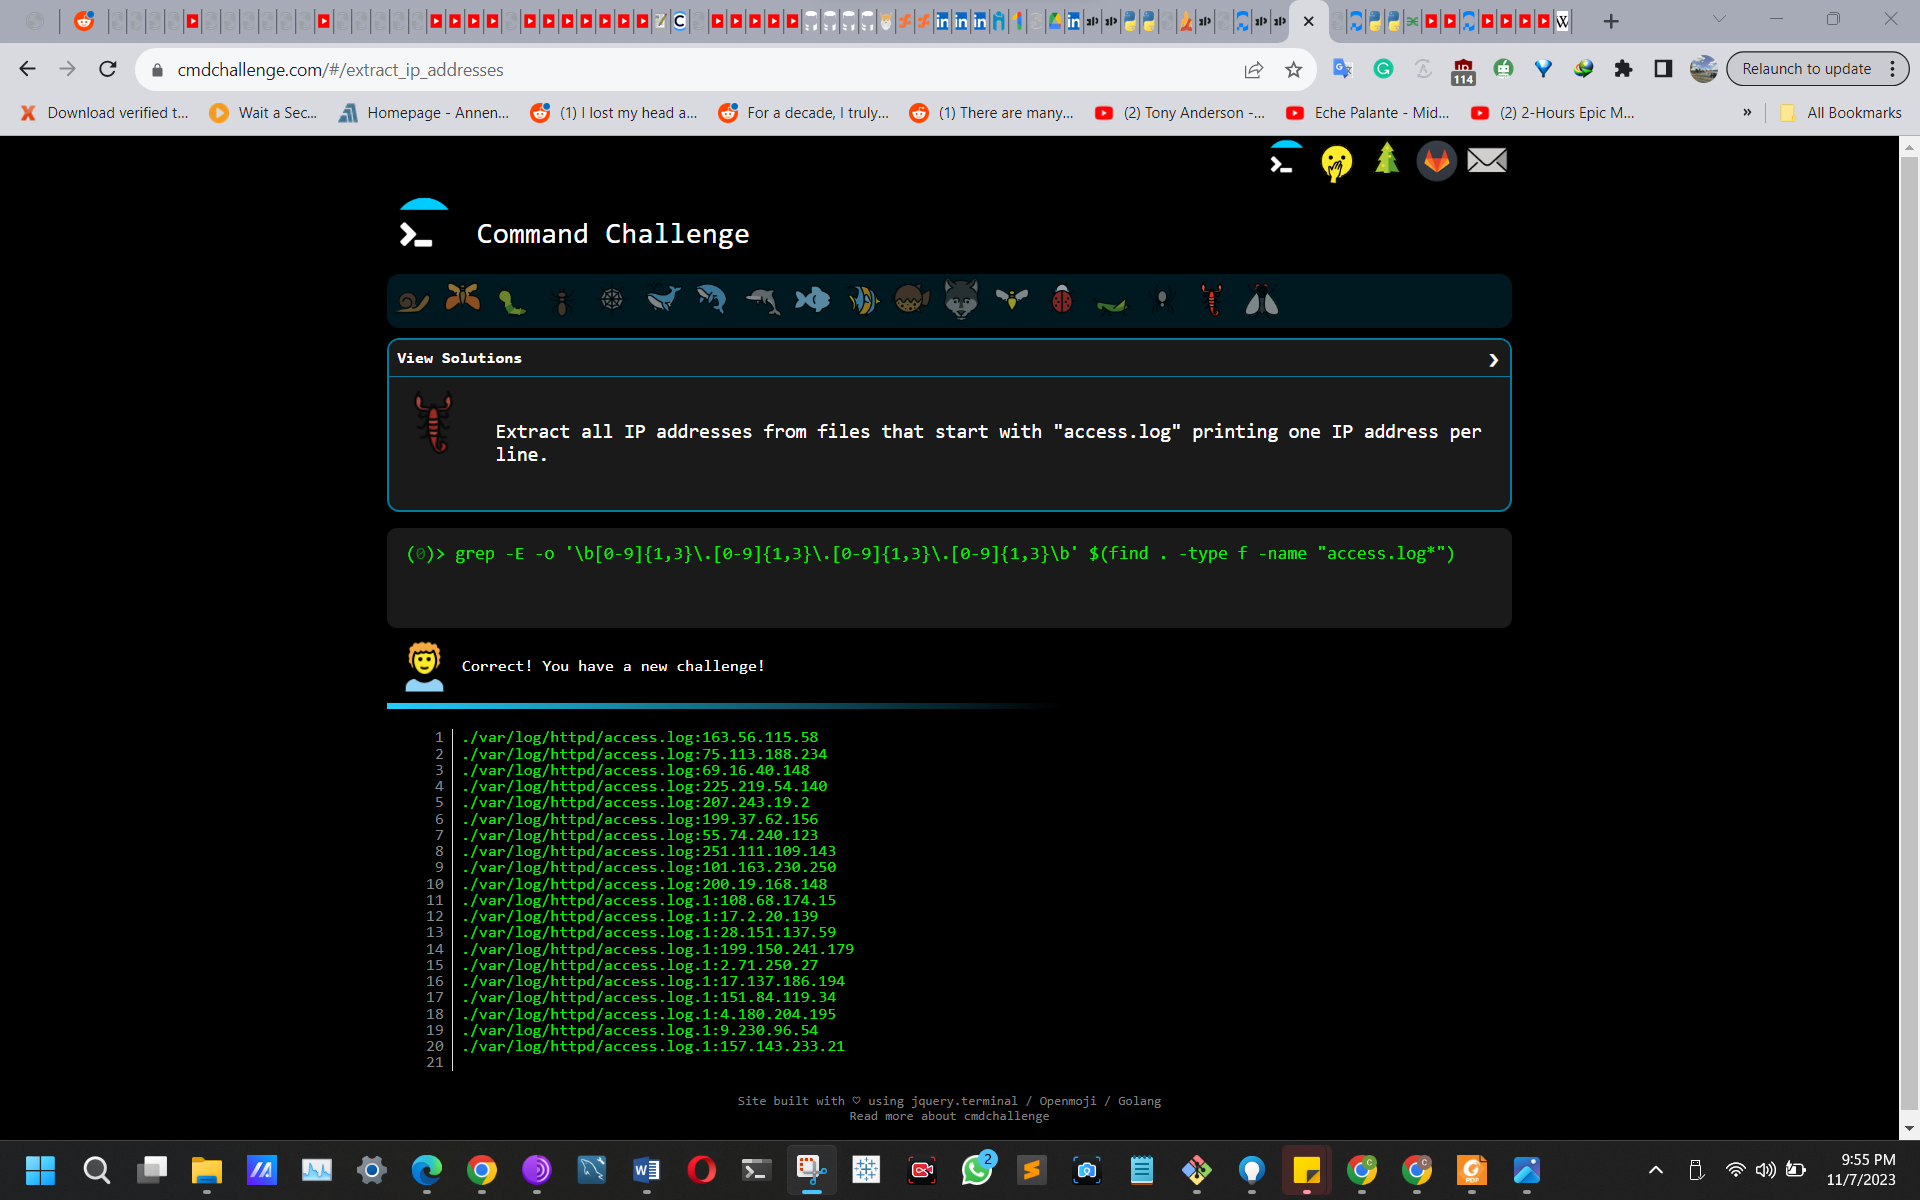 cmdchallenge.com/#/extract_ip_addresses
114
Relaunch to update
Download verified t...
Wait a Sec...
Homepage - Annen...
(1) I lost my head a...
For a decade, I truly...
(1) There are many...
(2) Tony Anderson -...
Eche Palante - Mid...
(2) 2-Hours Epic M...
»
All Bookmarks
Command Challenge
View Solutions
Extract all IP addresses from files that start with "access.log" printing one IP address per
line.
(0)> grep -E -o '\b[0-9]{1,3}\.[0-9]{1,3}\.[0-9]{1,3}\.[0-9]{1,3}\b' $(find . -type f -name "access.log*")
Correct! You have a new challenge!
1 ./var/log/httpd/access.log:163.56.115.58
2 ./var/log/httpd/access.log:75.113.188.234
3 ./var/log/httpd/access.log:69.16.40.148
4 ./var/log/httpd/access.log:225.219.54.140
5 ./var/log/httpd/access.log:207.243.19.2
6 ./var/log/httpd/access.log:199.37.62.156
7 ./var/log/httpd/access.log:55.74.240.123
8 ./var/log/httpd/access.log:251.111.109.143
9 ./var/log/httpd/access.log:101.163.230.250
10 ./var/log/httpd/access.log:200.19.168.148
11 ./var/log/httpd/access.log.1:108.68.174.15
12 ./var/log/httpd/access.log.1:17.2.20.139
13 ./var/log/httpd/access.log.1:28.151.137.59
14 ./var/log/httpd/access.log.1:199.150.241.179
15 ./var/log/httpd/access.log.1:2.71.250.27
16 ./var/log/httpd/access.log.1:17.137.186.194
17 ./var/log/httpd/access.log.1:151.84.119.34
18 ./var/log/httpd/access.log.1:4.180.204.195
19 ./var/log/httpd/access.log.1:9.230.96.54
20 ./var/log/httpd/access.log.1:157.143.233.21
21
Site built with ♡ using jquery.terminal / Openmoji / Golang
Read more about cmdchallenge
2
9:55 PM
11/7/2023